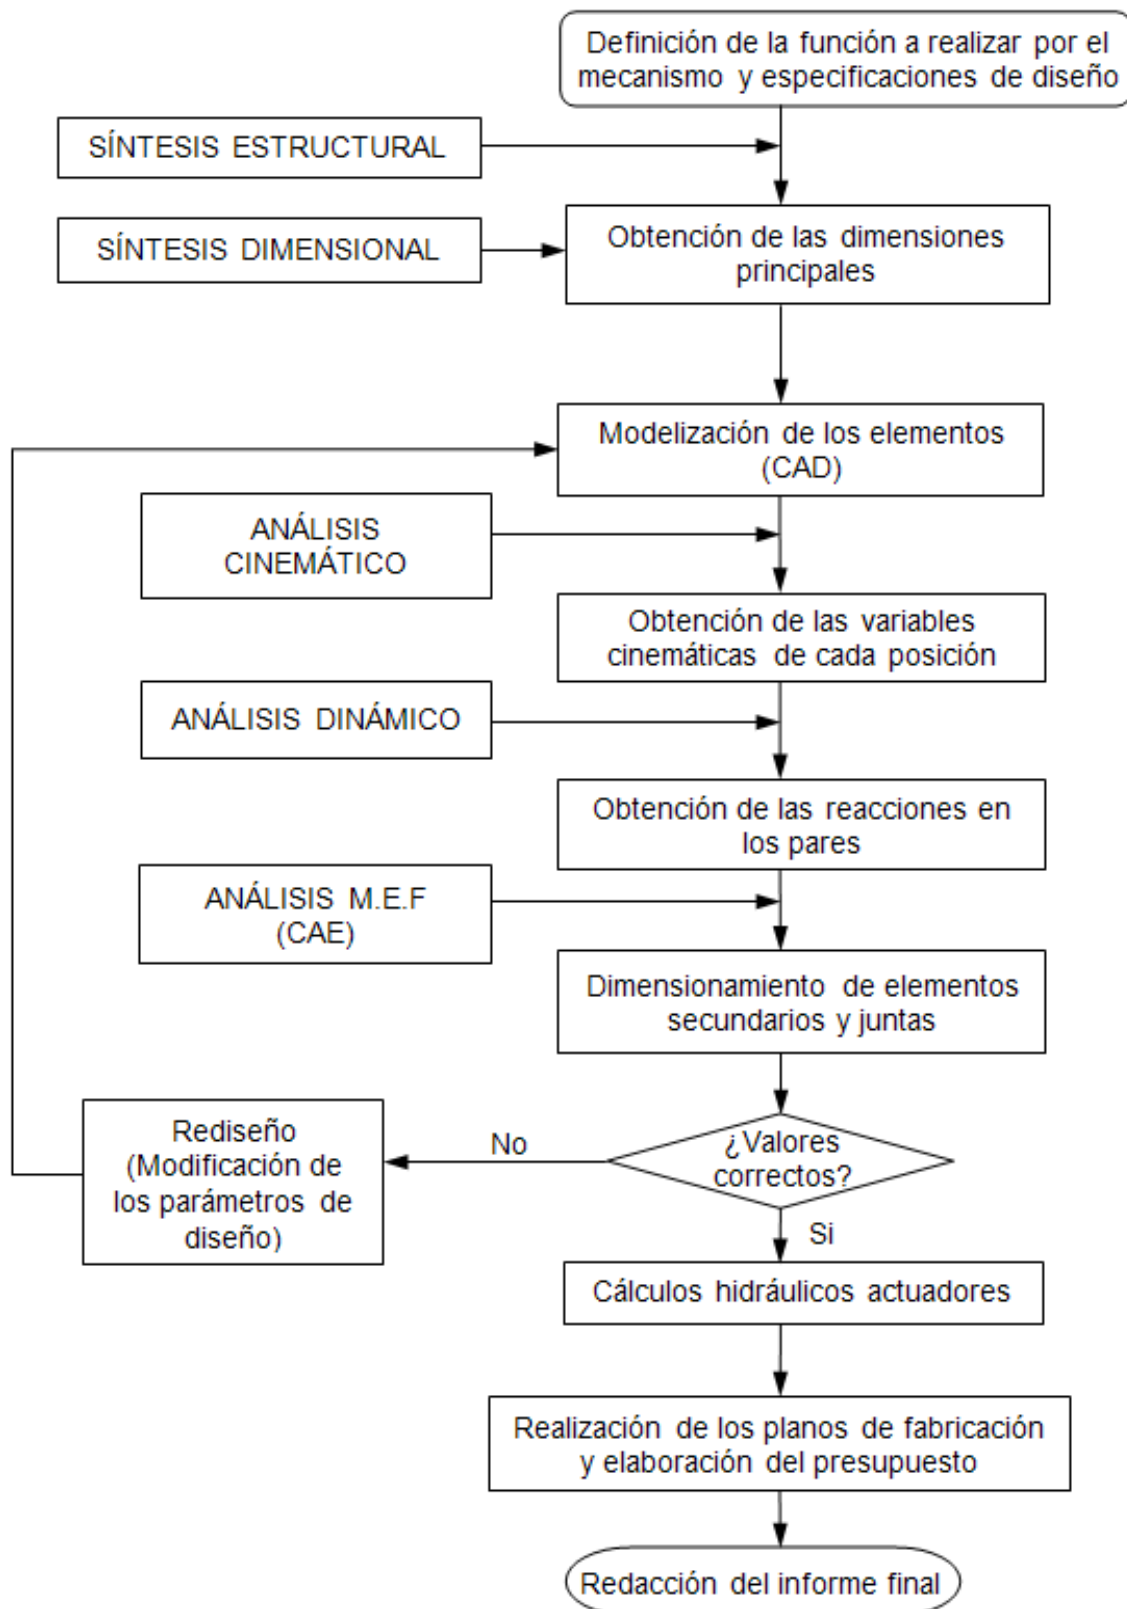 Definición de la función a realizar por el
mecanismo y especificaciones de diseño
SÍNTESIS ESTRUCTURAL
SÍNTESIS DIMENSIONAL
Obtención de las dimensiones
principales
Modelización de los elementos
(CAD)
ANÁLISIS
CINEMÁTICO
Obtención de las variables
cinemáticas de cada posición
ANÁLISIS DINÁMICO
Obtención de las reacciones en
los pares
ANÁLISIS M.E.F
(CAE)
Dimensionamiento de elementos
secundarios y juntas
¿Valores
correctos?
No
Rediseño
(Modificación de
los parámetros de
diseño)
Si
Cálculos hidráulicos actuadores
Realización de los planos de fabricación
y elaboración del presupuesto
Redacción del informe final